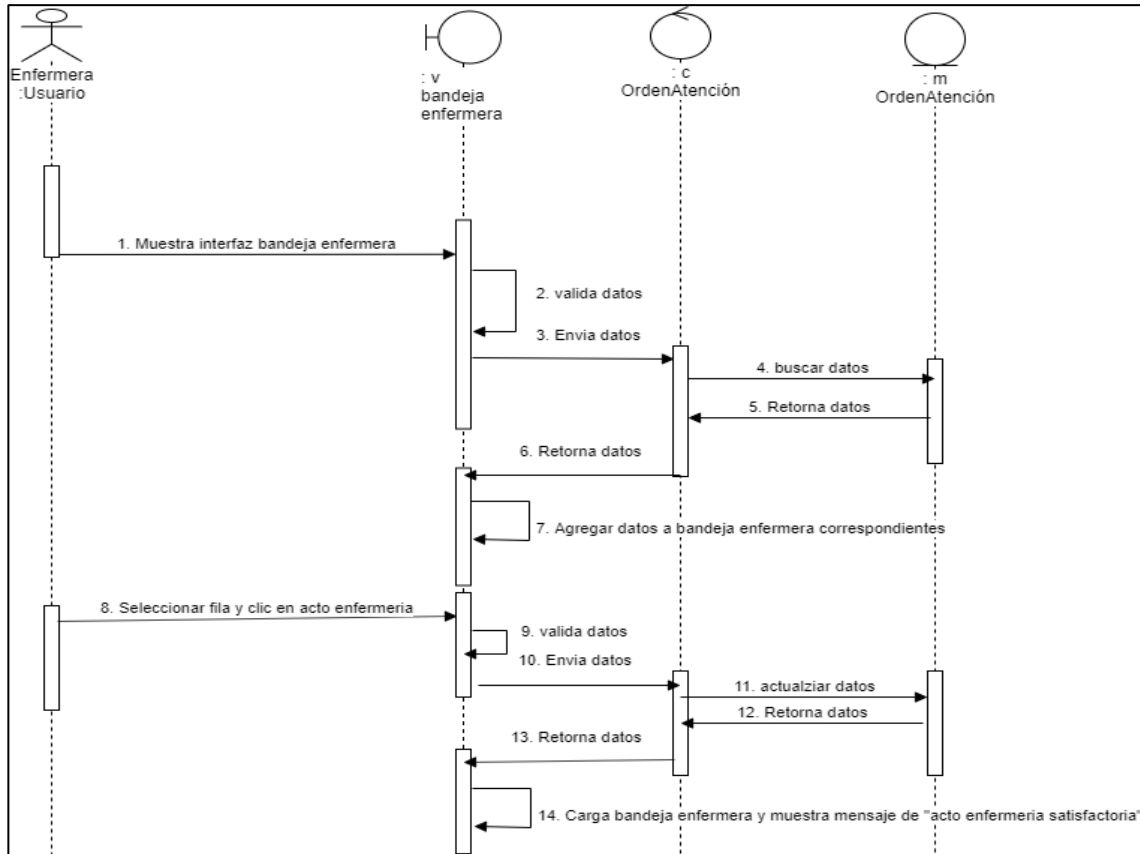 Enfermera
:Usuario
: v
bandeja
enfermera
: c
OrdenAtención
: m
OrdenAtención
1. Muestra interfaz bandeja enfermera
2. valida datos
3. Envia datos
4. buscar datos
5. Retorna datos
6. Retorna datos
7. Agregar datos a bandeja enfermera correspondientes
8. Seleccionar fila y clic en acto enfermeria
9. valida datos
10. Envia datos
11. actualziar datos
12. Retorna datos
13. Retorna datos
14. Carga bandeja enfermera y muestra mensaje de "acto enfermeria satisfactoria"